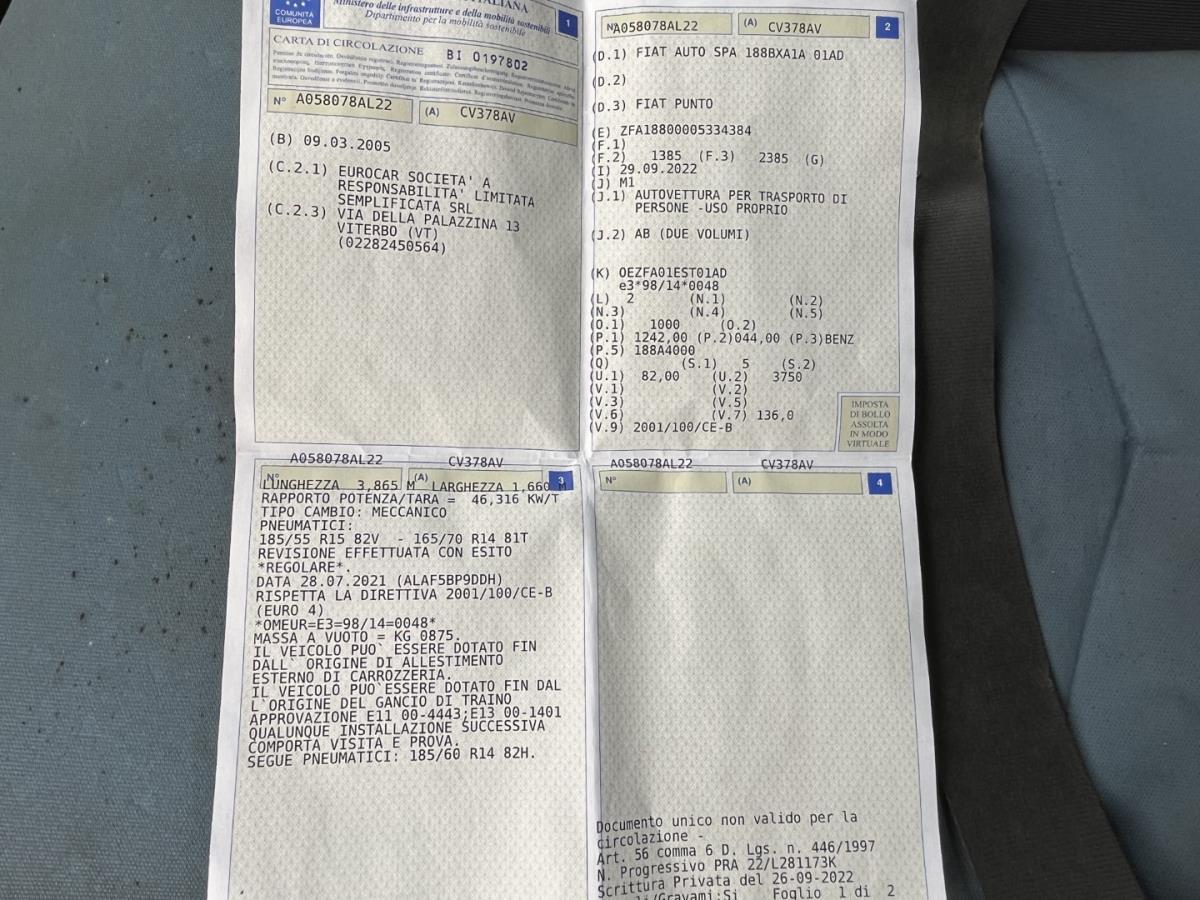 ITALIANA
COMUNITÀ
EUROPEA
Ministero delle infrastrutture e della mobilità sostenibili
Dipartimento per la mobilità sostenibile
1
CARTA DI CIRCOLAZIONE BI 0197802
N° A058078AL22 (A) CV378AV
(B) 09.03.2005
(C.2.1) EUROCAR SOCIETA' A
RESPONSABILITA' LIMITATA
SEMPLIFICATA SRL
(C.2.3) VIA DELLA PALAZZINA 13
VITERBO (VT)
(02282450564)
N° A058078AL22 (A) CV378AV 2
(D.1) FIAT AUTO SPA 188BXA1A 01AD
(D.2)
(D.3) FIAT PUNTO
(E) ZFA18800005334384
(F.1)
(F.2) 1385 (F.3) 2385 (G)
(I) 29.09.2022
(J) M1
(J.1) AUTOVETTURA PER TRASPORTO DI
PERSONE -USO PROPRIO
(J.2) AB (DUE VOLUMI)
(K) OEZFA01EST01AD
e3*98/14*0048
(L) 2 (N.1) (N.2)
(N.3) (N.4) (N.5)
(O.1) 1000 (O.2)
(P.1) 1242,00 (P.2)044,00 (P.3)BENZ
(P.5) 188A4000
(Q) (S.1) 5 (S.2)
(U.1) 82,00 (U.2) 3750
(V.1) (V.2)
(V.3) (V.5)
(V.6) (V.7) 136,0
(V.9) 2001/100/CE-B
IMPOSTA
DI BOLLO
ASSOLTA
IN MODO
VIRTUALE
A058078AL22 CV378AV
N° (A) 3
LUNGHEZZA 3,865 M LARGHEZZA 1,660 M
RAPPORTO POTENZA/TARA = 46,316 KW/T
TIPO CAMBIO: MECCANICO
PNEUMATICI:
185/55 R15 82V - 165/70 R14 81T
REVISIONE EFFETTUATA CON ESITO
*REGOLARE*.
DATA 28.07.2021 (ALAF5BP9DDH)
RISPETTA LA DIRETTIVA 2001/100/CE-B
(EURO 4)
*OMEUR=E3=98/14=0048*
MASSA A VUOTO = KG 0875.
IL VEICOLO PUO` ESSERE DOTATO FIN
DALL` ORIGINE DI ALLESTIMENTO
ESTERNO DI CARROZZERIA.
IL VEICOLO PUO`ESSERE DOTATO FIN DAL
L`ORIGINE DEL GANCIO DI TRAINO
APPROVAZIONE E11 00-4443;E13 00-1401
QUALUNQUE INSTALLAZIONE SUCCESSIVA
COMPORTA VISITA E PROVA.
SEGUE PNEUMATICI: 185/60 R14 82H.
A058078AL22 CV378AV
N° (A) 4
Documento unico non valido per la
circolazione -
Art. 56 comma 6 D. Lgs. n. 446/1997
N. Progressivo PRA 22/L281173K
Scrittura Privata del 26-09-2022
Gravami:Si Foglio 1 di 2